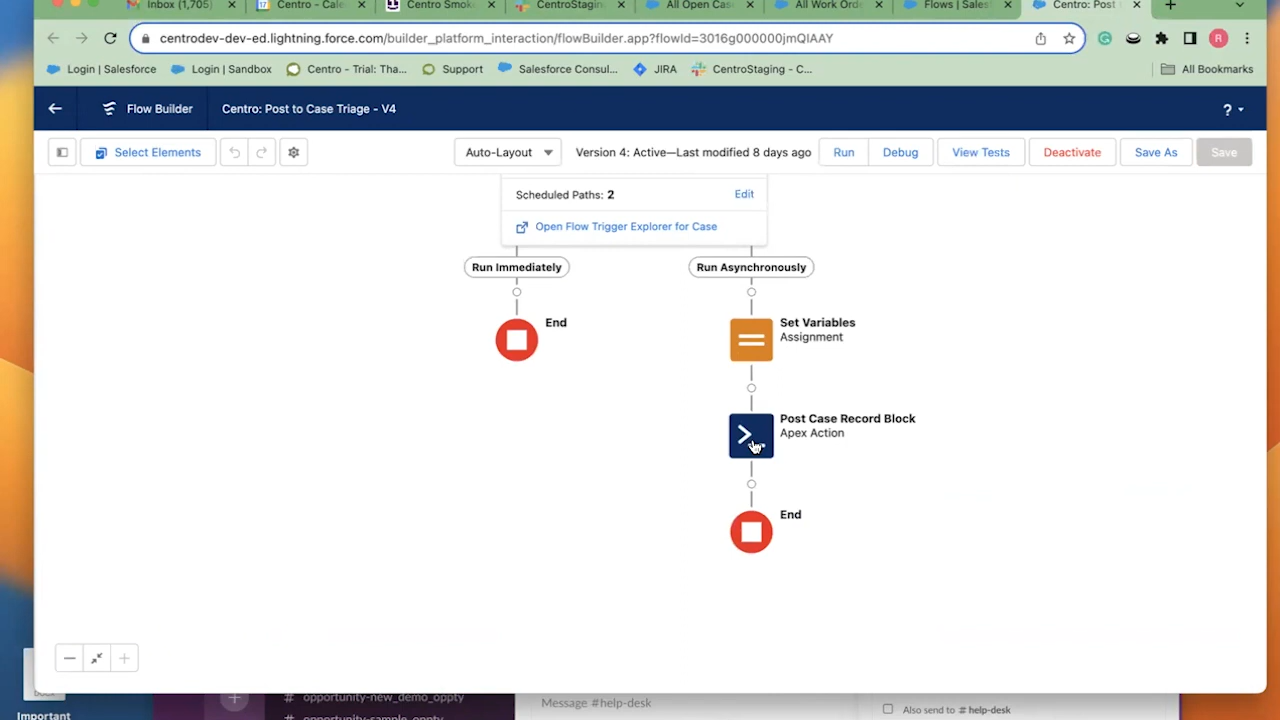 Inbox (1,705)
Centro - Cale
Centro Smok
CentroStaging
All Open Cas
All Work Ord
Flows | Sales
Centro: Post
centrodev-dev-ed.lightning.force.com/builder_platform_interaction/flowBuilder.app?flowId=3016g000000jmQIAAY
R
Login | Salesforce
Login | Sandbox
Centro - Trial: Tha...
Support
Salesforce Consul...
JIRA
CentroStaging - C...
All Bookmarks
Flow Builder
Centro: Post to Case Triage - V4
?
Select Elements
Auto-Layout
Version 4: Active—Last modified 8 days ago
Run
Debug
View Tests
Deactivate
Save As
Save
Scheduled Paths: 2
Edit
Open Flow Trigger Explorer for Case
Run Immediately
Run Asynchronously
End
Set Variables
Assignment
Post Case Record Block
Apex Action
End
# opportunity-new_demo_oppty
# opportunity-sample_oppty
Message #help-desk
Also send to # help-desk
Important